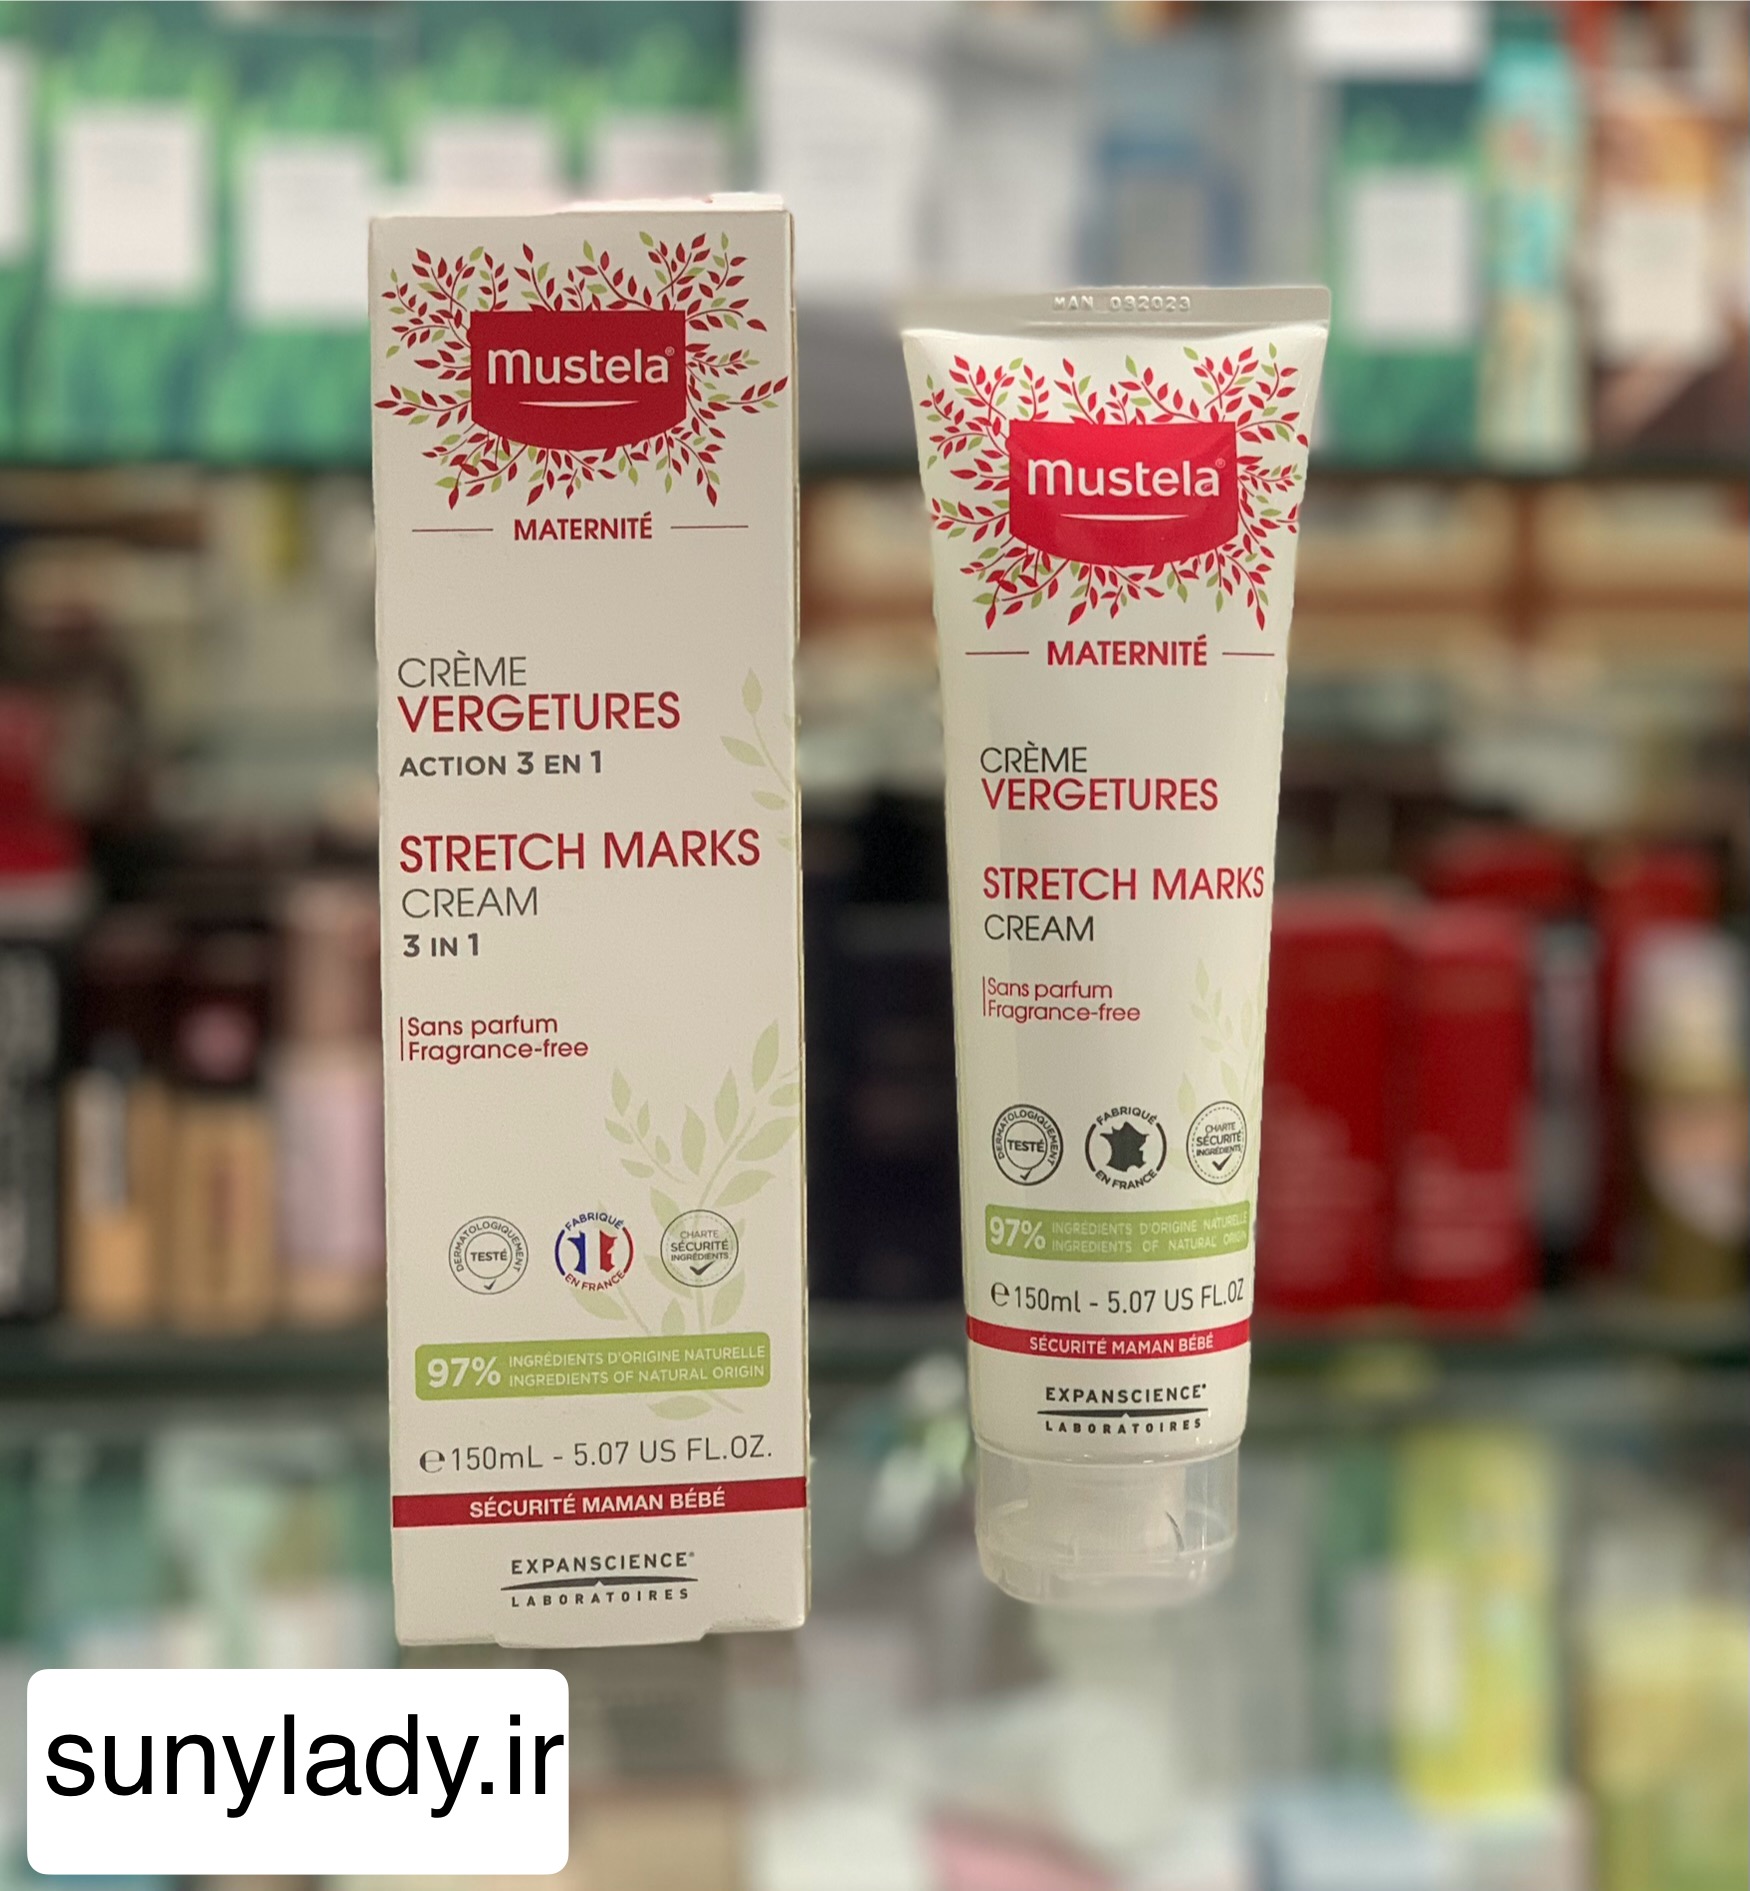 mustela®
MATERNITÉ
CRÈME
VERGETURES
ACTION 3 EN 1
STRETCH MARKS
CREAM
3 IN 1
Sans parfum
Fragrance-free
DERMATOLOGIQUEMENT
TESTÉ
FABRIQUÉ
EN FRANCE
CHARTE
SÉCURITÉ
INGRÉDIENTS
97% INGRÉDIENTS D'ORIGINE NATURELLE
INGREDIENTS OF NATURAL ORIGIN
℮150mL - 5.07 US FL.OZ.
SÉCURITÉ MAMAN BÉBÉ
EXPANSCIENCE®
LABORATOIRES
MAN 032023
mustela®
MATERNITÉ
CRÈME
VERGETURES
STRETCH MARKS
CREAM
Sans parfum
Fragrance-free
DERMATOLOGIQUEMENT
TESTÉ
FABRIQUÉ
EN FRANCE
CHARTE
SÉCURITÉ
INGRÉDIENTS
97% INGRÉDIENTS D'ORIGINE NATURELLE
INGREDIENTS OF NATURAL ORIGIN
℮150ml - 5.07 US FL.OZ
SÉCURITÉ MAMAN BÉBÉ
EXPANSCIENCE®
LABORATOIRES
sunylady.ir